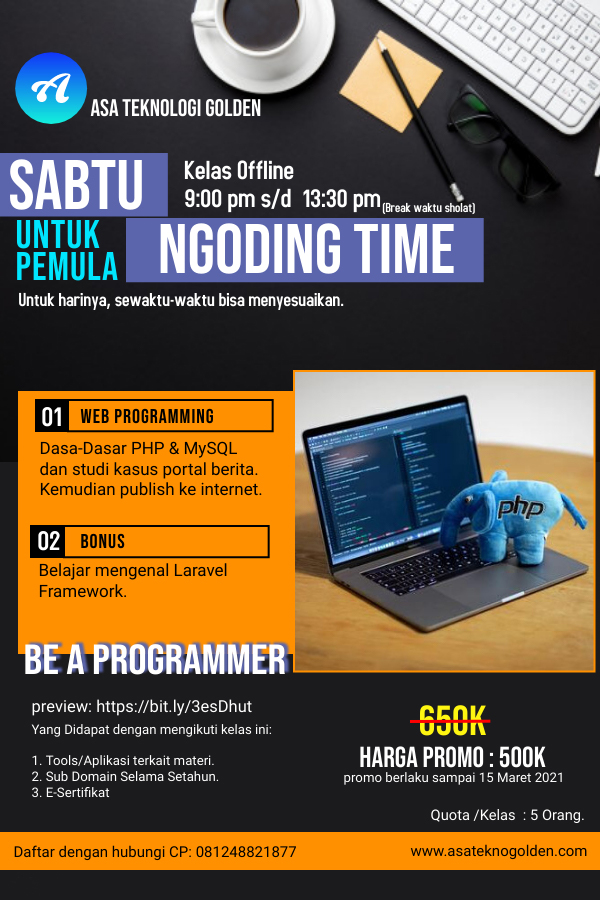 A
ASA TEKNOLOGI GOLDEN
SABTU
Kelas Offline
9:00 pm s/d 13:30 pm(Break waktu sholat)
UNTUK
PEMULA
NGODING TIME
Untuk harinya, sewaktu-waktu bisa menyesuaikan.
01 WEB PROGRAMMING
Dasa-Dasar PHP & MySQL
dan studi kasus portal berita.
Kemudian publish ke internet.
02 BONUS
Belajar mengenal Laravel
Framework.
php
BE A PROGRAMMER
preview: https://bit.ly/3esDhut
Yang Didapat dengan mengikuti kelas ini:
1. Tools/Aplikasi terkait materi.
2. Sub Domain Selama Setahun.
3. E-Sertifikat
650K
HARGA PROMO : 500K
promo berlaku sampai 15 Maret 2021
Quota /Kelas : 5 Orang.
Daftar dengan hubungi CP: 081248821877
www.asateknogolden.com